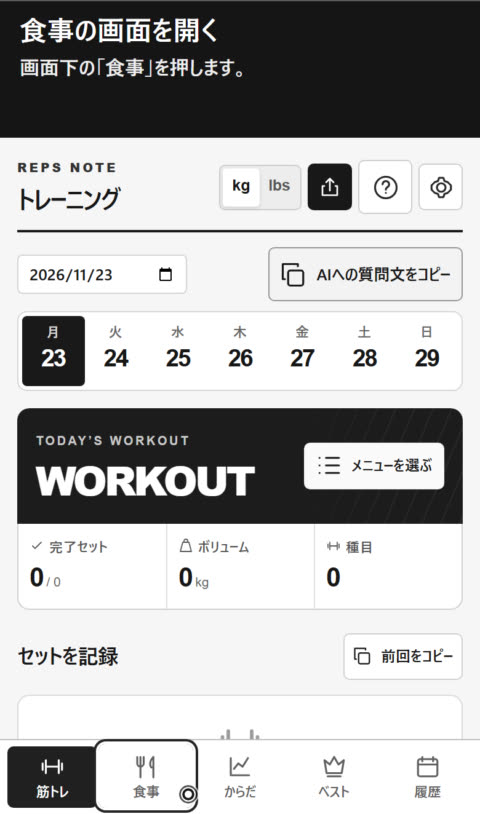 食事の画面を開く
画面下の「食事」を押します。
REPS NOTE
トレーニング
kg lbs
2026/11/23
AIへの質問文をコピー
月 火 水 木 金 土 日
23 24 25 26 27 28 29
TODAY'S WORKOUT
WORKOUT
メニューを選ぶ
完了セット ボリューム 種目
0 / 0 0 kg 0
セットを記録
前回をコピー
筋トレ 食事 からだ ベスト 履歴